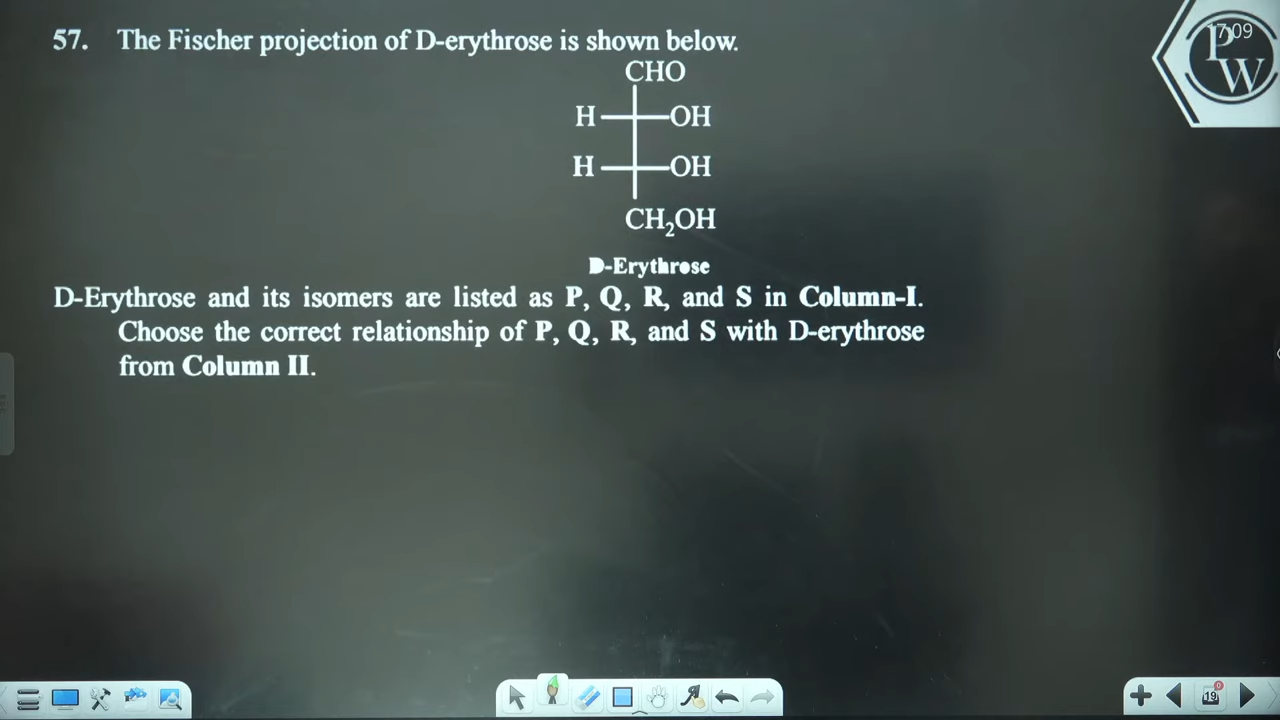 57. The Fischer projection of D-erythrose is shown below.
CHO
H OH
H OH
CH₂OH
D-Erythrose
D-Erythrose and its isomers are listed as P, Q, R, and S in Column-I.
Choose the correct relationship of P, Q, R, and S with D-erythrose
from Column II.
17:09
PW
19